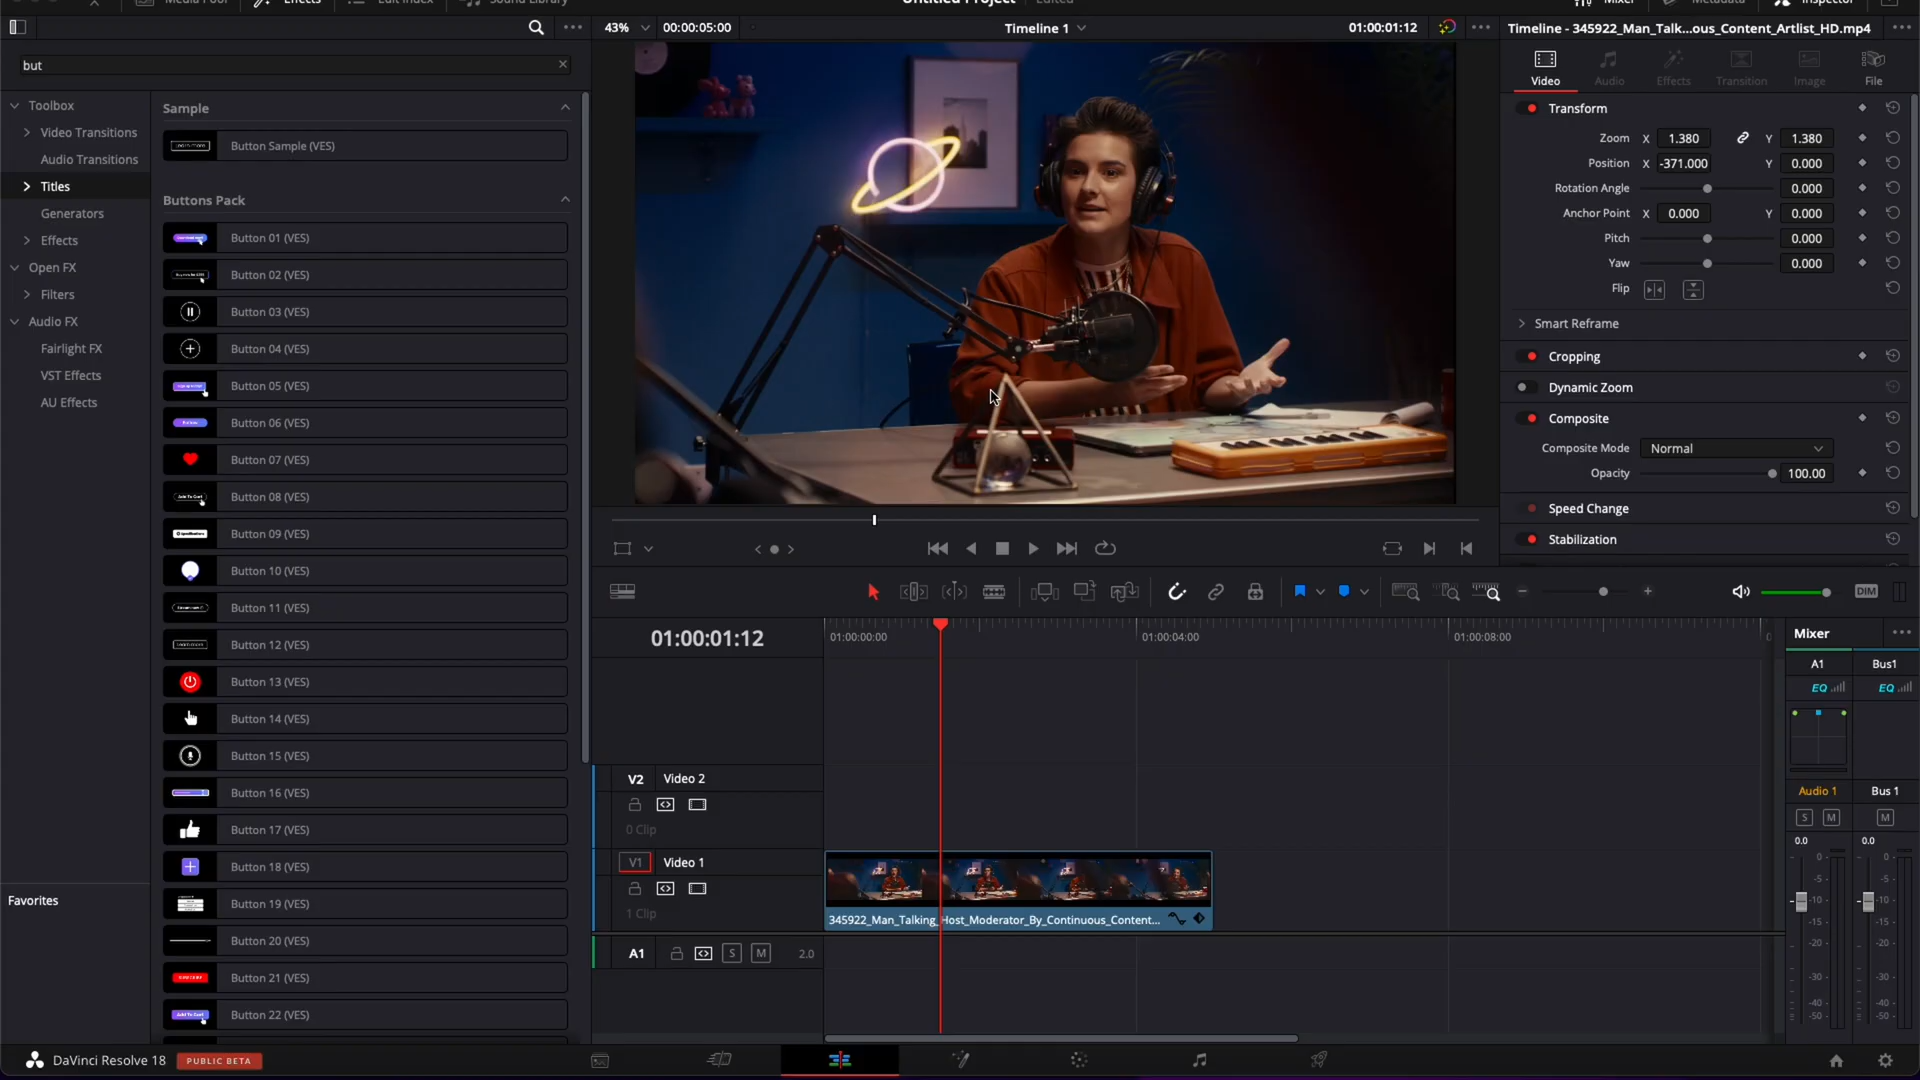 Media Pool
Effects
Edit Index
Sound Library
Untitled Project
Edited
Mixer
Metadata
Inspector
43%
00:00:05:00
Timeline 1
01:00:01:12
Timeline - 345922_Man_Talk...ous_Content_Artlist_HD.mp4
but
Video
Audio
Effects
Transition
Image
File
Toolbox
Video Transitions
Audio Transitions
Titles
Generators
Effects
Open FX
Filters
Audio FX
Fairlight FX
VST Effects
AU Effects
Favorites
Sample
Button Sample (VES)
Buttons Pack
Button 01 (VES)
Button 02 (VES)
Button 03 (VES)
Button 04 (VES)
Button 05 (VES)
Button 06 (VES)
Button 07 (VES)
Add To Cart
Button 08 (VES)
Button 09 (VES)
Button 10 (VES)
Button 11 (VES)
Button 12 (VES)
Button 13 (VES)
Button 14 (VES)
Button 15 (VES)
Button 16 (VES)
Button 17 (VES)
Button 18 (VES)
Button 19 (VES)
Button 20 (VES)
Button 21 (VES)
Add To Cart
Button 22 (VES)
Transform
Zoom X 1.380 Y 1.380
Position X -371.000 Y 0.000
Rotation Angle 0.000
Anchor Point X 0.000 Y 0.000
Pitch 0.000
Yaw 0.000
Flip
Smart Reframe
Cropping
Dynamic Zoom
Composite
Composite Mode Normal
Opacity 100.00
Speed Change
Stabilization
DIM
01:00:01:12
01:00:00:00
01:00:04:00
01:00:08:00
V2 Video 2
0 Clip
V1 Video 1
1 Clip
345922_Man_Talking_Host_Moderator_By_Continuous_Content...
A1 S M 2.0
Mixer
A1 Bus1
EQ EQ
Audio 1 Bus 1
S M M
0.0 0.0
0 0
-5 -5
-10 -10
-15 -15
-20 -20
-30 -30
-40 -40
-50 -50
DaVinci Resolve 18 PUBLIC BETA